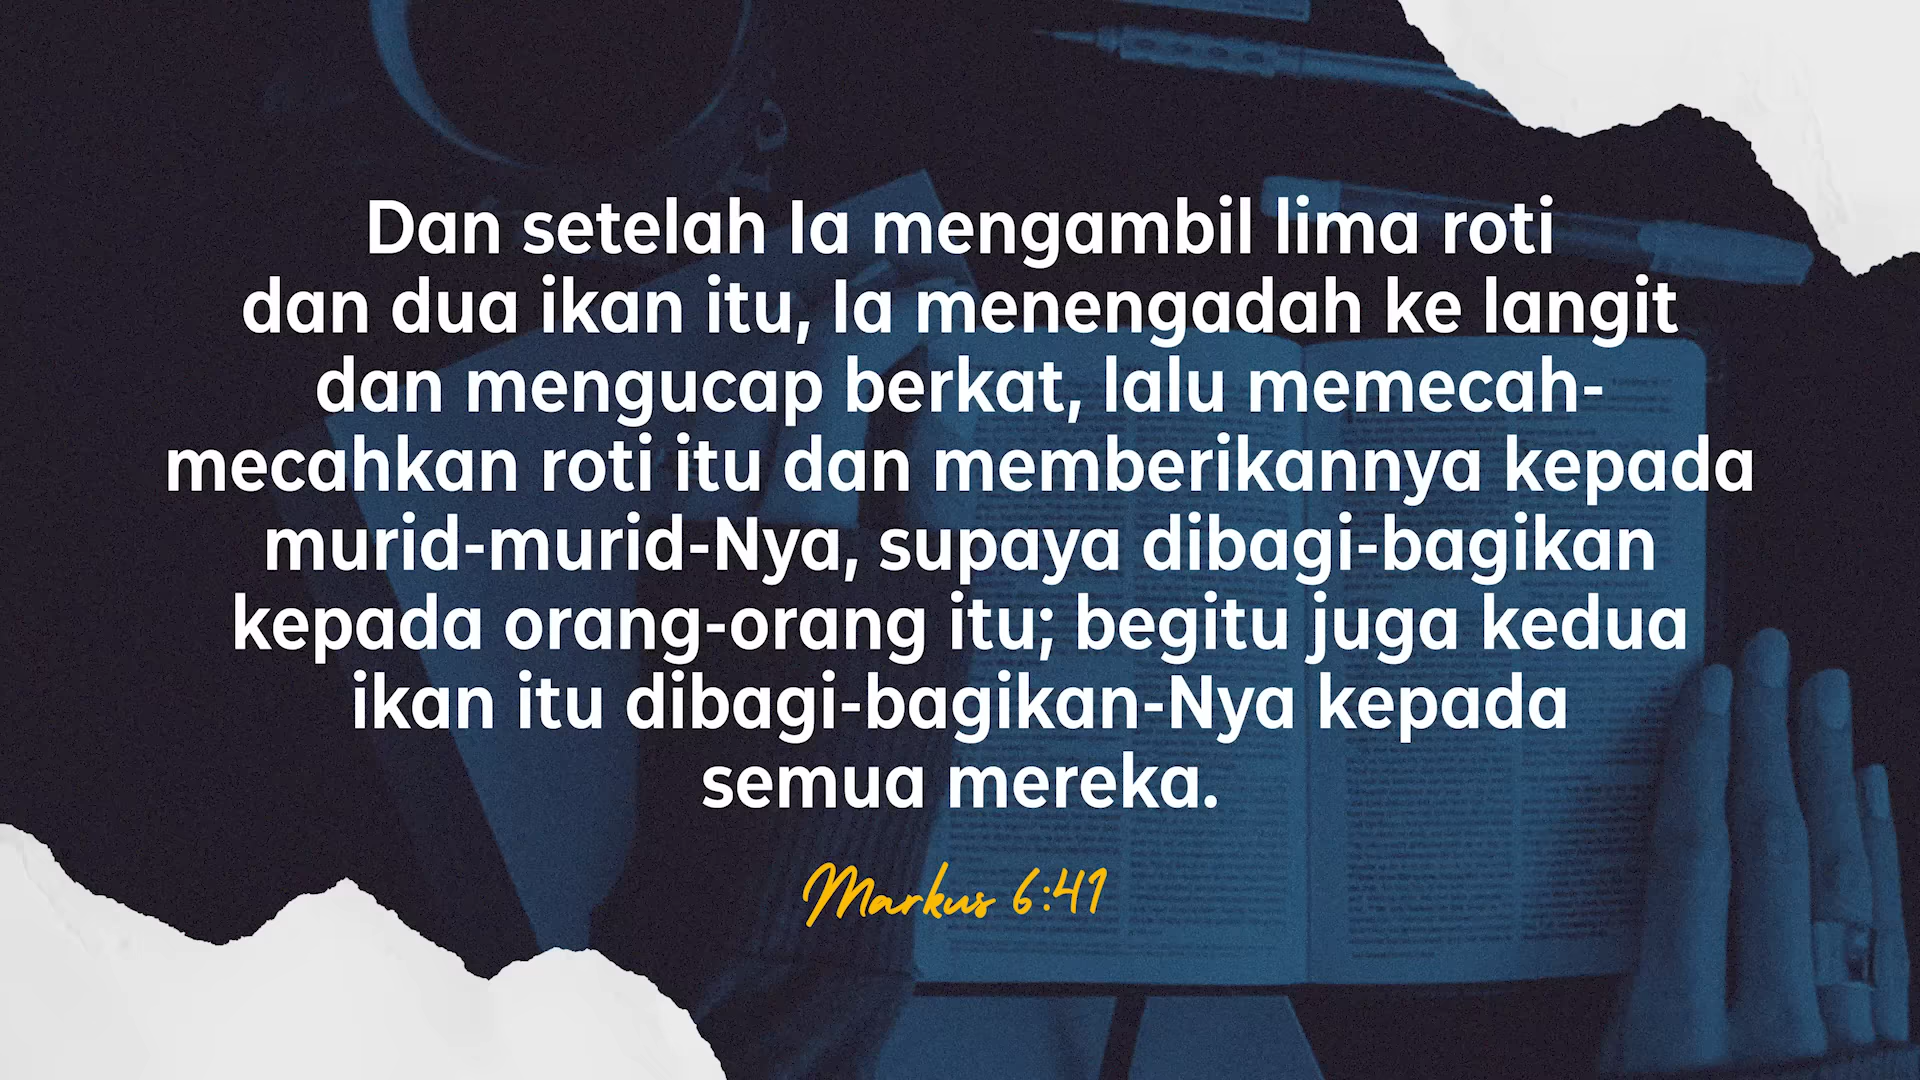 Dan setelah Ia mengambil lima roti
dan dua ikan itu, Ia menengadah ke langit
dan mengucap berkat, lalu memecah-
mecahkan roti itu dan memberikannya kepada
murid-murid-Nya, supaya dibagi-bagikan
kepada orang-orang itu; begitu juga kedua
ikan itu dibagi-bagikan-Nya kepada
semua mereka.
Markus 6:41